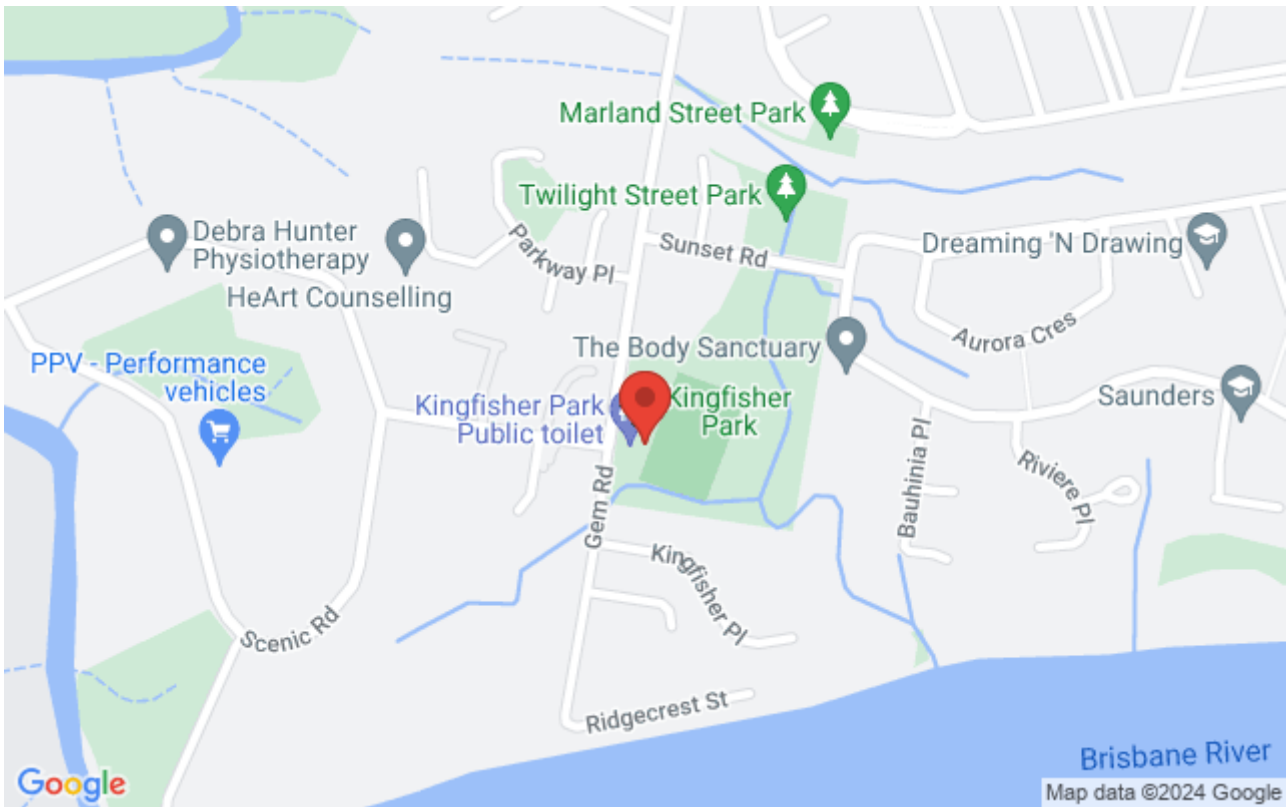 Marland Street Park
Twilight Street Park
Debra Hunter
Physiotherapy
Parkway Pl
Sunset Rd
Dreaming 'N Drawing
HeArt Counselling
Aurora Cres
The Body Sanctuary
PPV - Performance
vehicles
Kingfisher Park
Public toilet
Kingfisher
Park
Saunders
Gem Rd
Bauhinia Pl
Riviere Pl
Kingfisher Pl
Scenic Rd
Ridgecrest St
Brisbane River
Google
Map data ©2024 Google